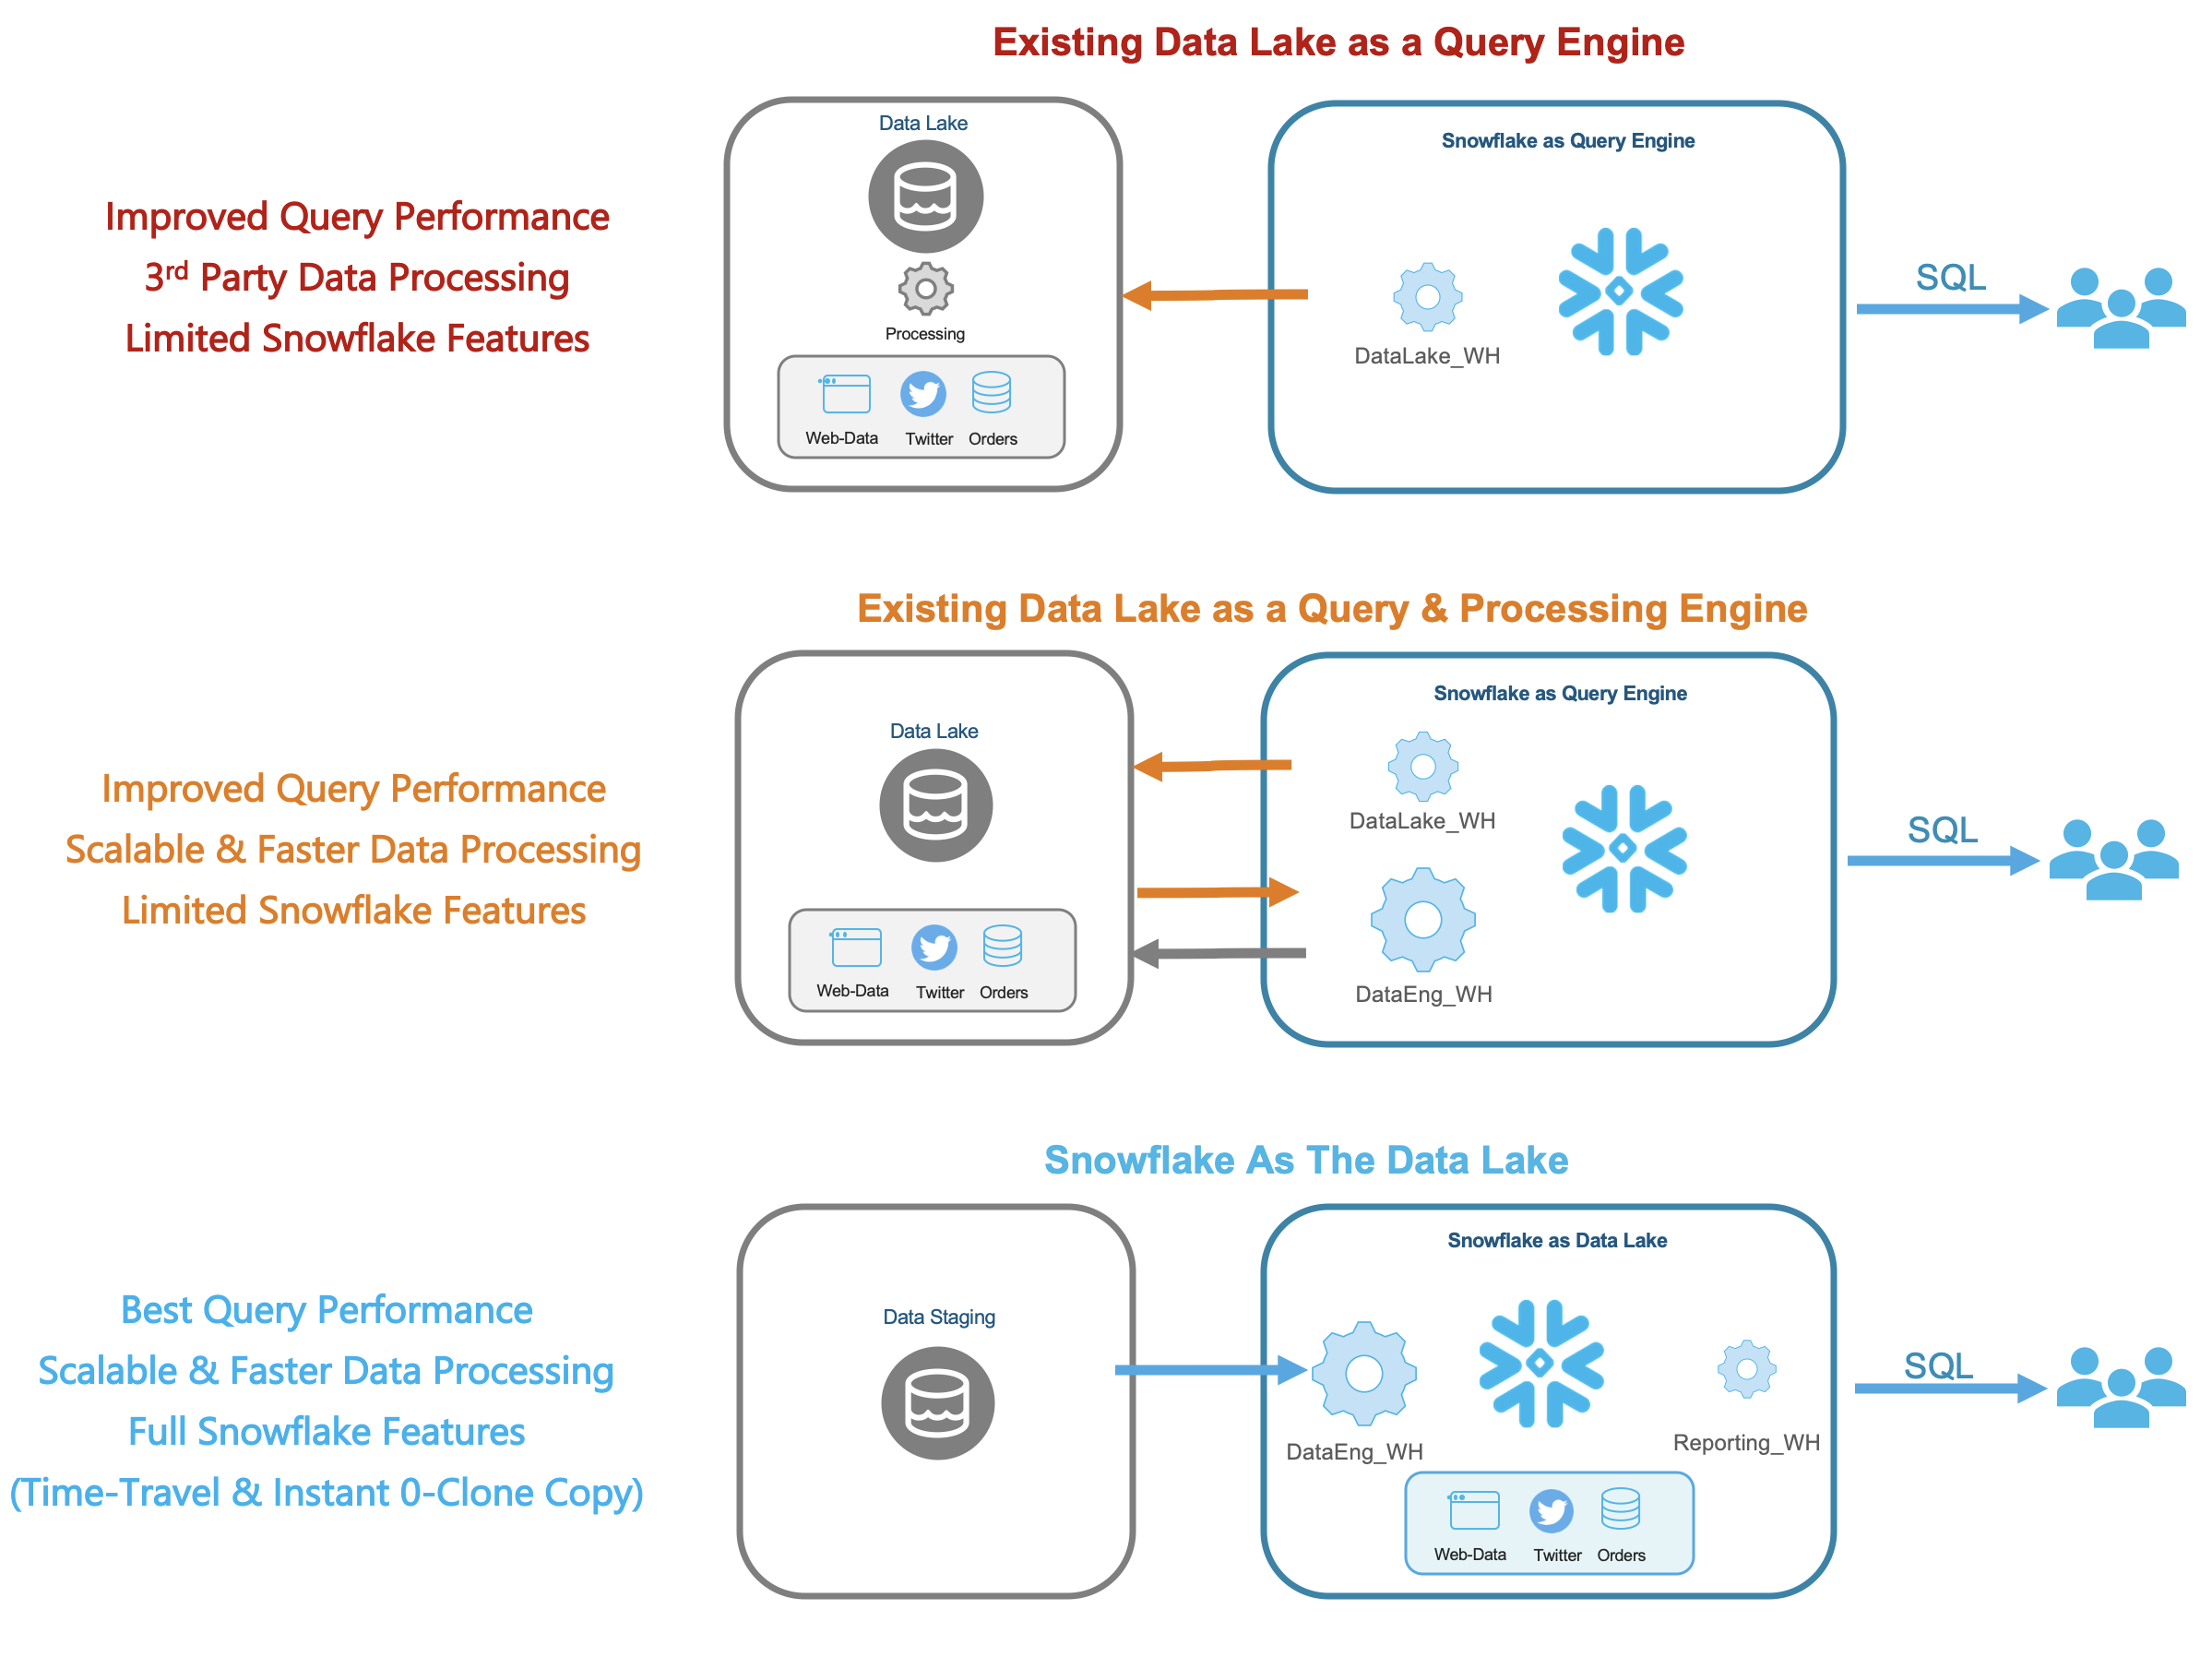 Existing Data Lake as a Query Engine
Improved Query Performance
3rd Party Data Processing
Limited Snowflake Features
Data Lake
Processing
Web-Data Twitter Orders
Snowflake as Query Engine
DataLake_WH
SQL
Existing Data Lake as a Query & Processing Engine
Improved Query Performance
Scalable & Faster Data Processing
Limited Snowflake Features
Data Lake
Web-Data Twitter Orders
Snowflake as Query Engine
DataLake_WH
DataEng_WH
SQL
Snowflake As The Data Lake
Best Query Performance
Scalable & Faster Data Processing
Full Snowflake Features
(Time-Travel & Instant 0-Clone Copy)
Data Staging
Snowflake as Data Lake
DataEng_WH
Reporting_WH
Web-Data Twitter Orders
SQL